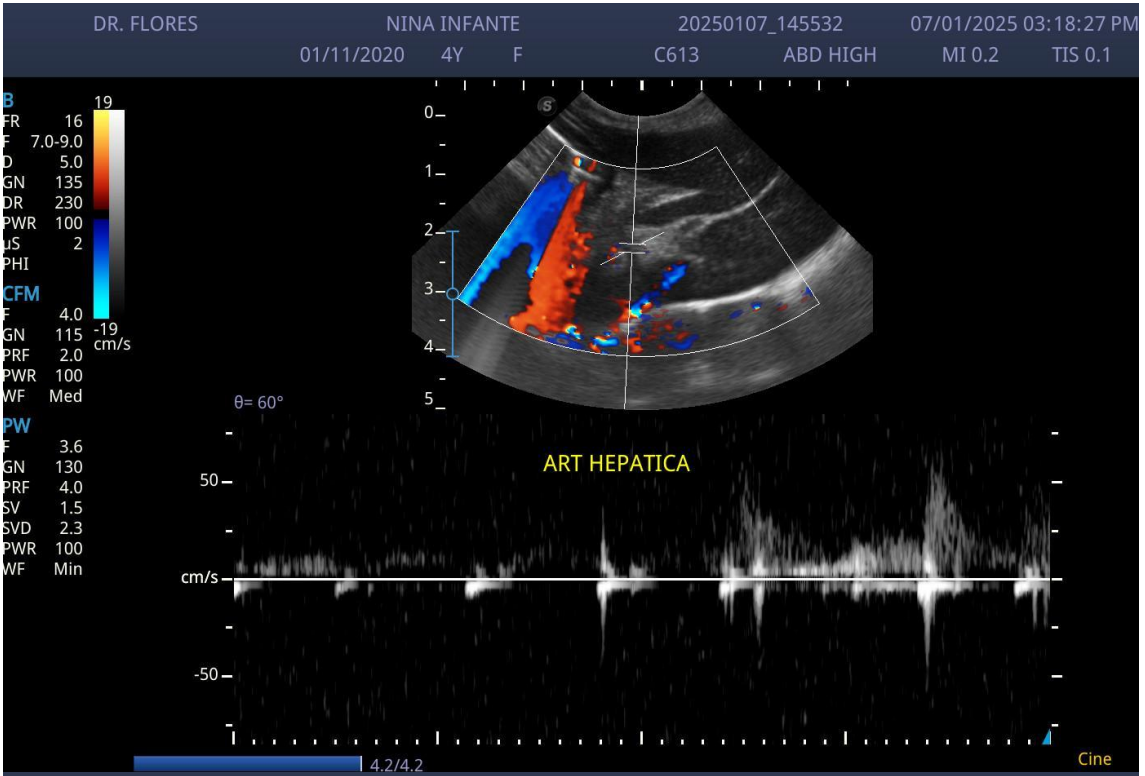 DR. FLORES NINA INFANTE 20250107_145532 07/01/2025 03:18:27 PM
01/11/2020 4Y F C613 ABD HIGH MI 0.2 TIS 0.1
B
FR 16
F 7.0-9.0
D 5.0
GN 135
DR 230
PWR 100
µS 2
PHI
CFM
F 4.0
GN 115
PRF 2.0
PWR 100
WF Med
PW
F 3.6
GN 130
PRF 4.0
SV 1.5
SVD 2.3
PWR 100
WF Min
19
-19
cm/s
S
0
1
2
3
4
5
θ= 60°
ART HEPATICA
50
cm/s
-50
4.2/4.2
Cine